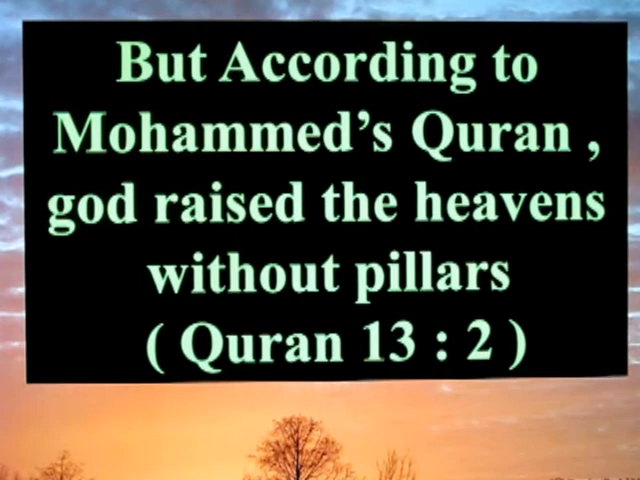 But According to
Mohammed’s Quran ,
god raised the heavens
without pillars
( Quran 13 : 2 )